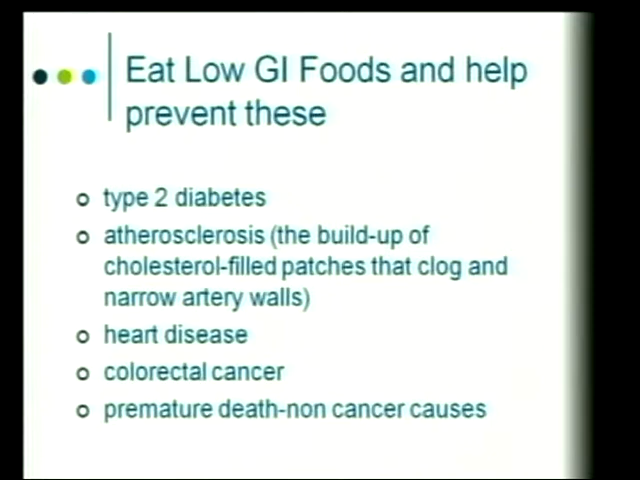 Eat Low GI Foods and help
prevent these
type 2 diabetes
atherosclerosis (the build-up of
cholesterol-filled patches that clog and
narrow artery walls)
heart disease
colorectal cancer
premature death-non cancer causes